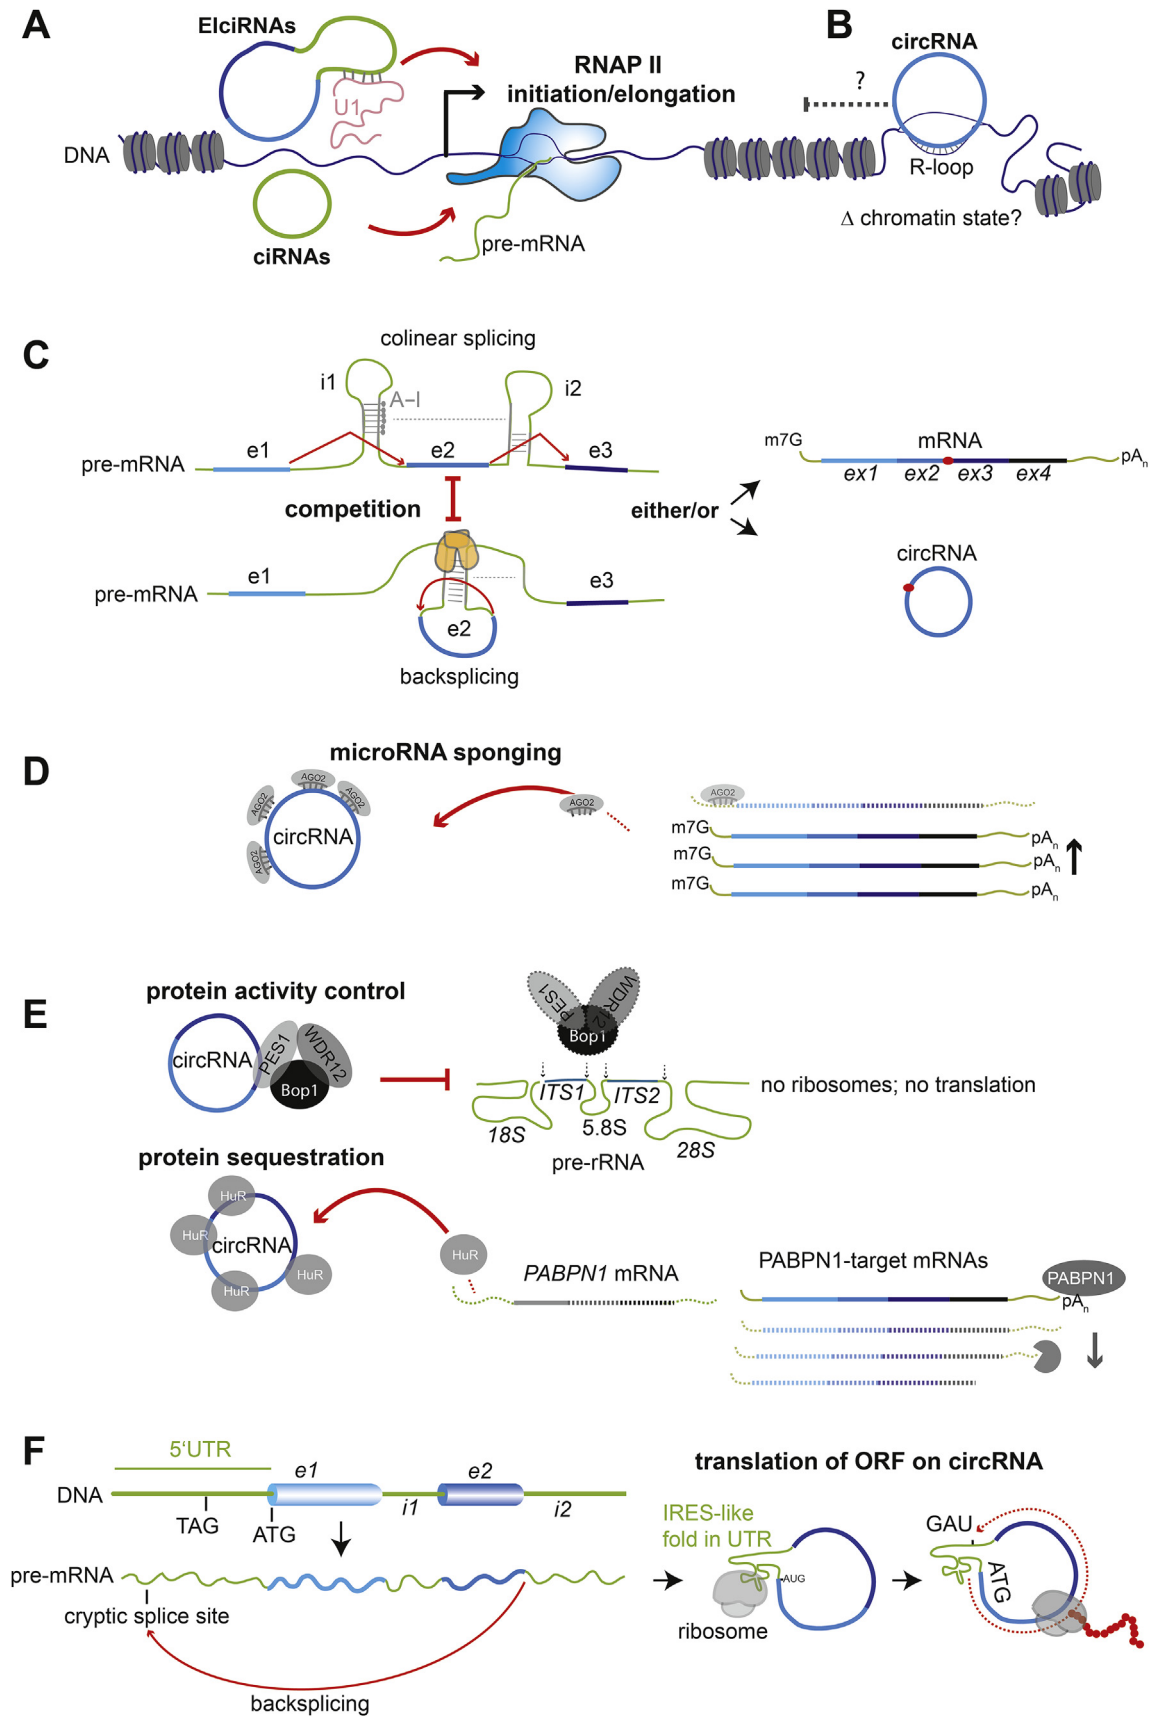 A
EIciRNAs
U1
DNA
ciRNAs
RNAP II
initiation/elongation
pre-mRNA
B
circRNA
?
R-loop
Δ chromatin state?
C
colinear splicing
i1
A–I
i2
e1
e2
e3
pre-mRNA
competition
e1
e3
pre-mRNA
e2
backsplicing
either/or
m7G
mRNA
pAn
ex1 ex2 ex3 ex4
circRNA
D
microRNA sponging
AGO2
AGO2
AGO2
AGO2
circRNA
AGO2
AGO2
m7G
pAn
m7G
pAn
m7G
pAn
E
protein activity control
circRNA
PES1
WDR12
Bop1
PES1
WDR12
Bop1
ITS1
ITS2
18S
5.8S
28S
pre-rRNA
no ribosomes; no translation
protein sequestration
HuR
HuR
circRNA
HuR
HuR
HuR
PABPN1 mRNA
PABPN1-target mRNAs
PABPN1
pAn
F
5‘UTR
e1
e2
DNA
i1
i2
TAG
ATG
pre-mRNA
cryptic splice site
backsplicing
translation of ORF on circRNA
IRES-like
fold in UTR
AUG
ribosome
GAU
ATG